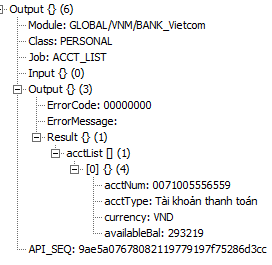 Output {} (6)
Module: GLOBAL/VNM/BANK_Vietcom
Class: PERSONAL
Job: ACCT_LIST
Input {} (0)
Output {} (3)
ErrorCode: 00000000
ErrorMessage:
Result {} (1)
acctList [] (1)
[0] {} (4)
acctNum: 0071005556559
acctType: Tài khoản thanh toán
currency: VND
availableBal: 293219
API_SEQ: 9ae5a07678082119779197f75286d3cc